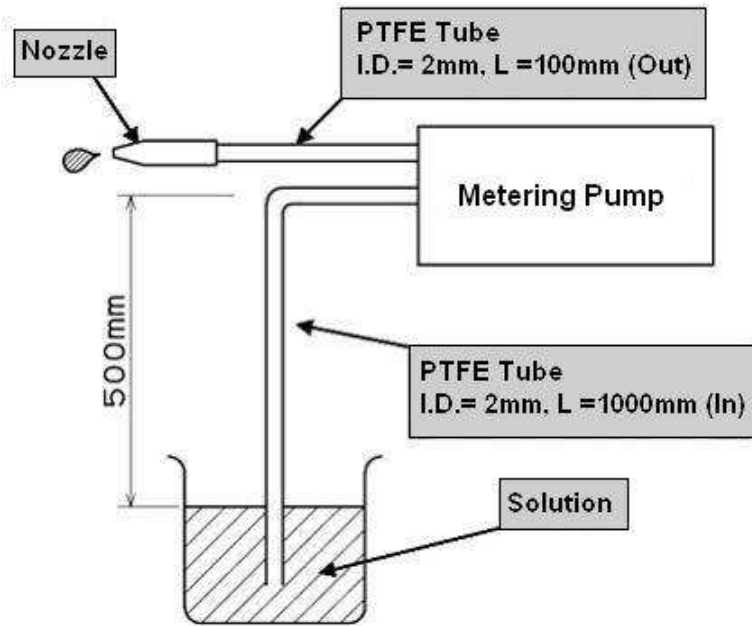 Nozzle
PTFE Tube
I.D.= 2mm, L =100mm (Out)
Metering Pump
500mm
PTFE Tube
I.D.= 2mm, L =1000mm (In)
Solution